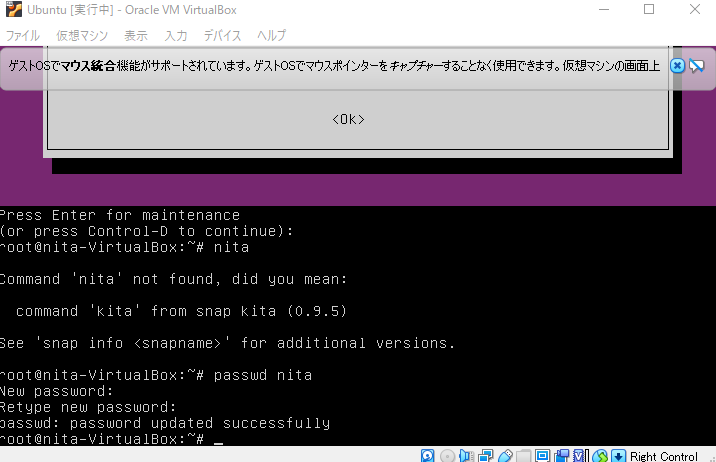 Ubuntu [実行中] - Oracle VM VirtualBox
ファイル 仮想マシン 表示 入力 デバイス ヘルプ
ゲストOSでマウス統合機能がサポートされています。ゲストOSでマウスポインターをキャプチャーすることなく使用できます。仮想マシンの画面上
<Ok>
Press Enter for maintenance
(or press Control-D to continue):
root@nita-VirtualBox:~# nita
Command 'nita' not found, did you mean:
command 'kita' from snap kita (0.9.5)
See 'snap info <snapname>' for additional versions.
root@nita-VirtualBox:~# passwd nita
New password:
Retype new password:
passwd: password updated successfully
root@nita-VirtualBox:~# _
Right Control